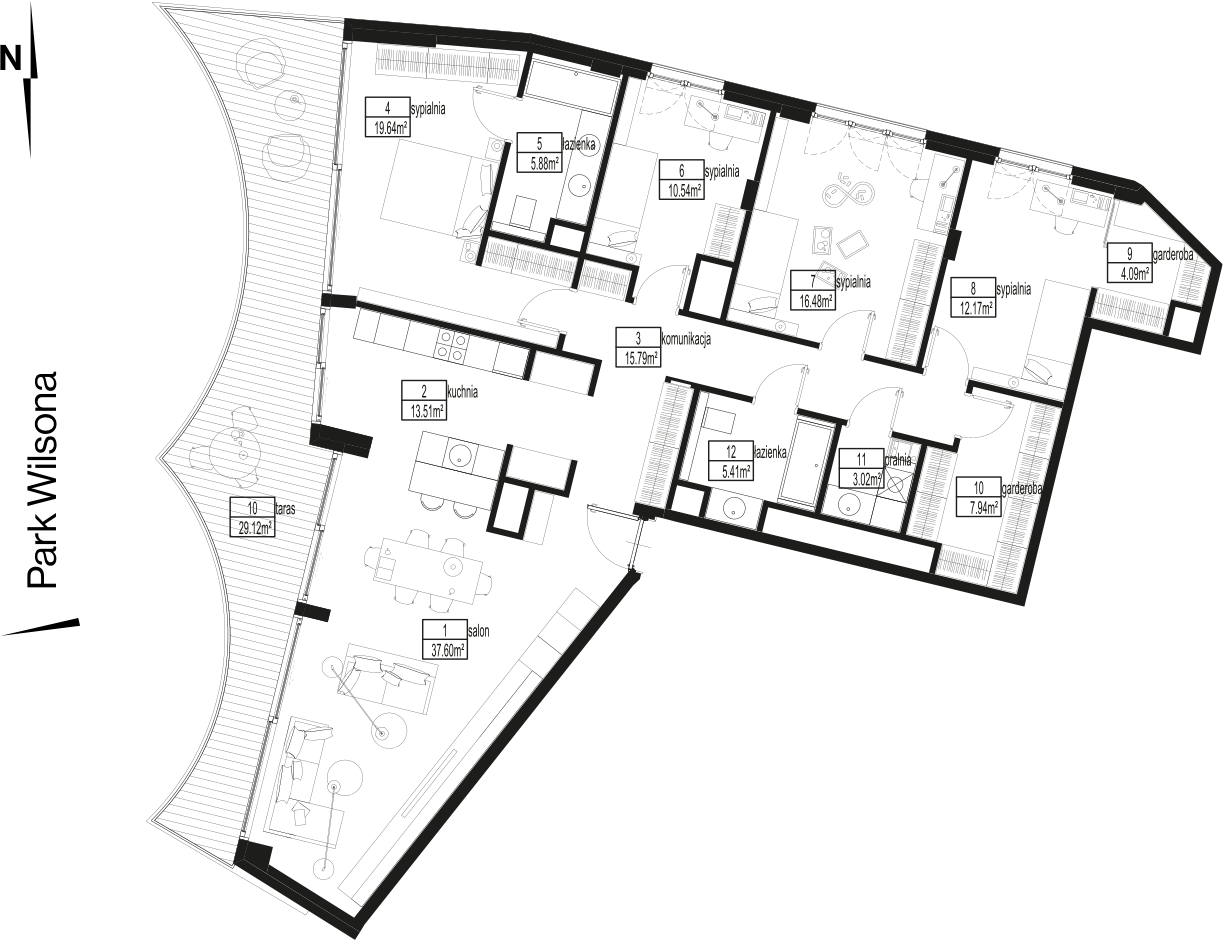 N
Park Wilsona
4 sypialnia
19.64m²
5 łazienka
5.88m²
6 sypialnia
10.54m²
7 sypialnia
16.48m²
8 sypialnia
12.17m²
9 garderoba
4.09m²
3 komunikacja
15.79m²
2 kuchnia
13.51m²
12 łazienka
5.41m²
11 pralnia
3.02m²
10 garderoba
7.94m²
10 taras
29.12m²
1 salon
37.60m²